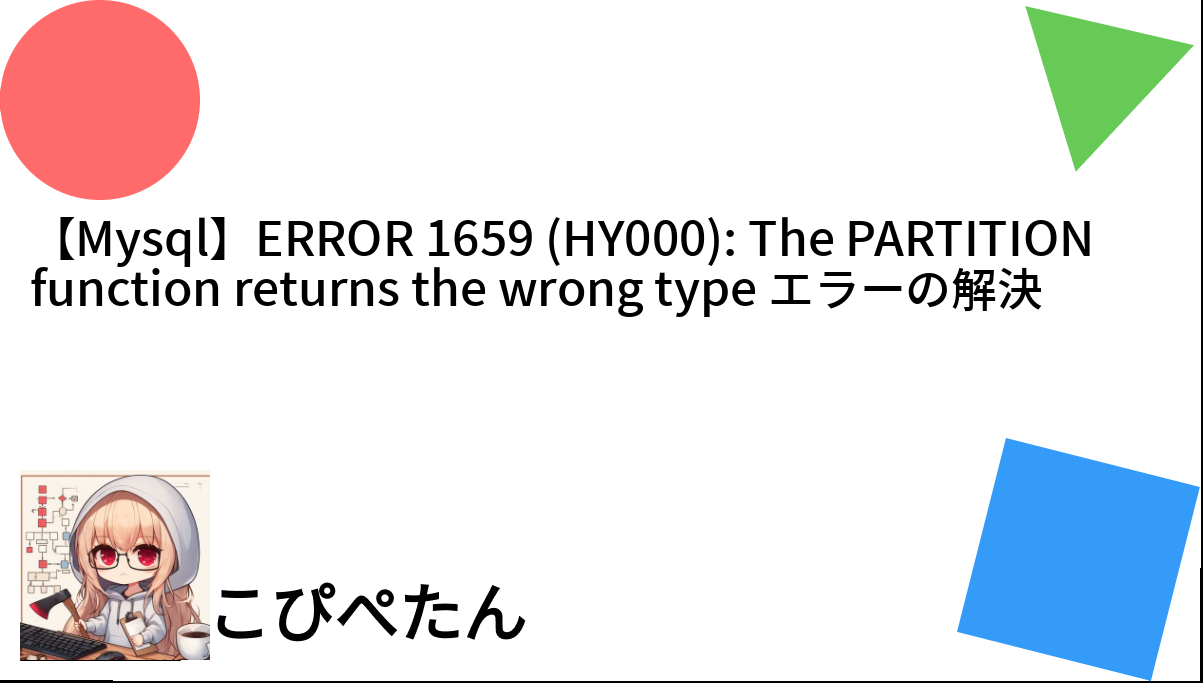 【Mysql】ERROR 1659 (HY000): The PARTITION
function returns the wrong type エラーの解決
こぴぺたん